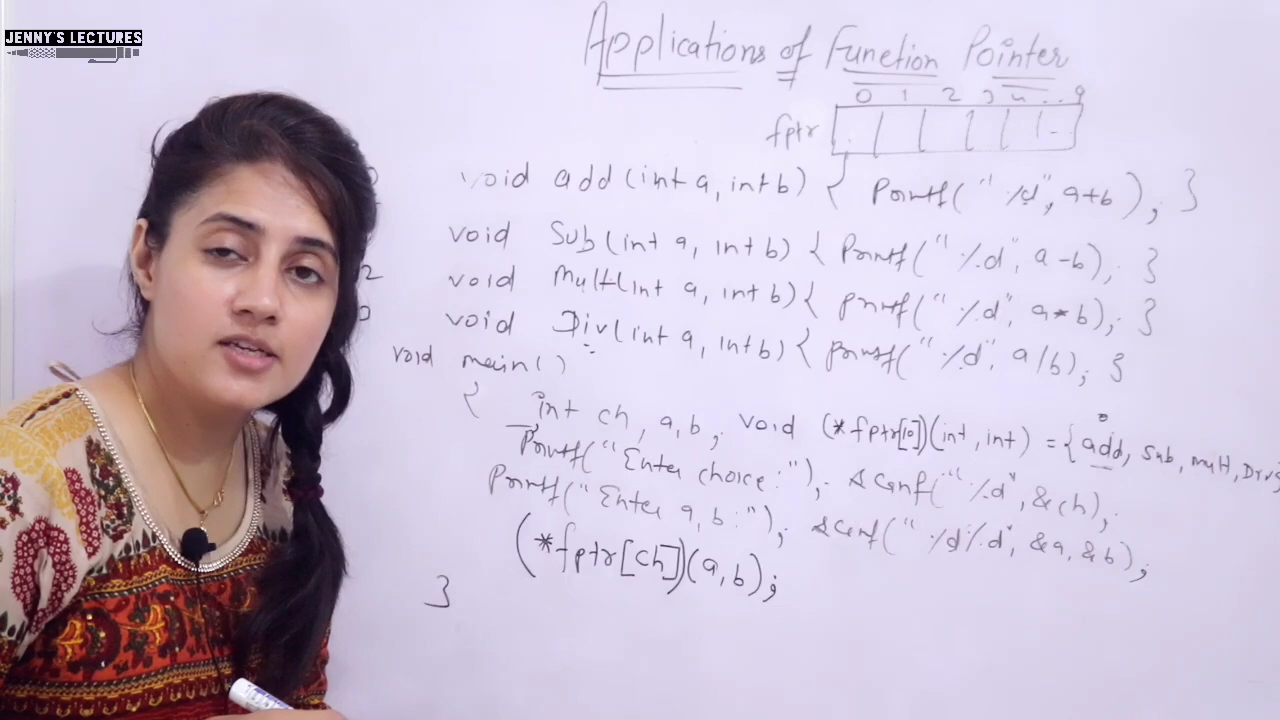 JENNY'S LECTURES
Applications of Function Pointer
0 1 2 3 4 . . 9
fptr
void add(int a, int b) { Printf(" %d", a+b ); }
void Sub(int a, int b) { Printf(" %d", a-b); }
void Mult(int a, int b) { printf(" %d", a*b); }
void Div(int a, int b) { printf(" %d", a/b); }
void main()
{ int ch, a,b; void (*fptr[10])(int, int) = {add, sub, mult, Div}
0
Printf("Enter choice:"); scanf(" %d", &ch);
Printf("Enter a, b:"); scanf(" %d%d", &a, &b);
(*fptr[ch])(a,b);
}